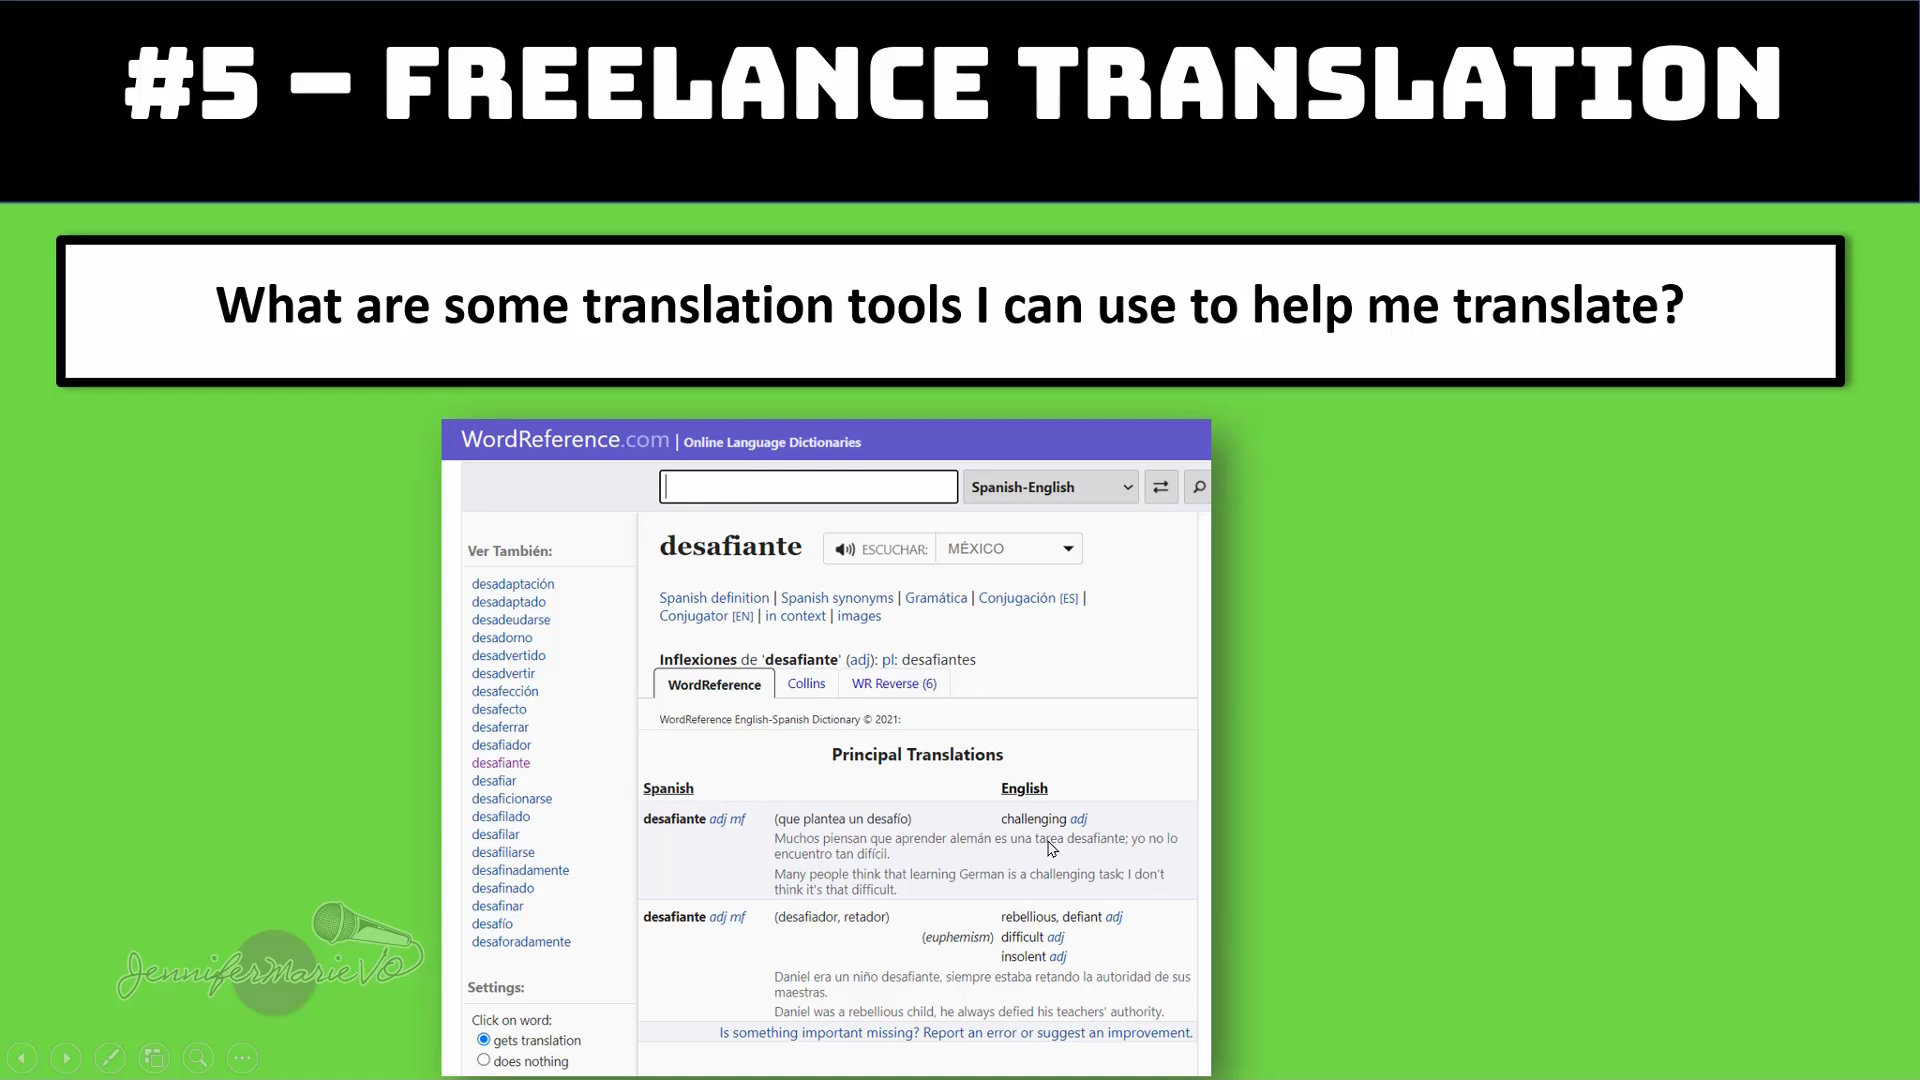 #5 – FREELANCE TRANSLATION
What are some translation tools I can use to help me translate?
WordReference.com | Online Language Dictionaries
Spanish-English
Ver También:
desadaptación
desadaptado
desadeudarse
desadorno
desadvertido
desadvertir
desafección
desafecto
desaferrar
desafiador
desafiante
desafiar
desaficionarse
desafilado
desafilar
desafiliarse
desafinadamente
desafinado
desafinar
desafío
desaforadamente
Settings:
Click on word:
gets translation
does nothing
desafiante ESCUCHAR: MÉXICO
Spanish definition | Spanish synonyms | Gramática | Conjugación [ES] |
Conjugator [EN] | in context | images
Inflexiones de 'desafiante' (adj): pl: desafiantes
WordReference Collins WR Reverse (6)
WordReference English-Spanish Dictionary © 2021:
Principal Translations
Spanish English
desafiante adj mf (que plantea un desafío) challenging adj
Muchos piensan que aprender alemán es una tarea desafiante; yo no lo
encuentro tan difícil.
Many people think that learning German is a challenging task; I don't
think it's that difficult.
desafiante adj mf (desafiador, retador) rebellious, defiant adj
(euphemism) difficult adj
insolent adj
Daniel era un niño desafiante, siempre estaba retando la autoridad de sus
maestras.
Daniel was a rebellious child, he always defied his teachers' authority.
Is something important missing? Report an error or suggest an improvement.
JenniferMarieVO